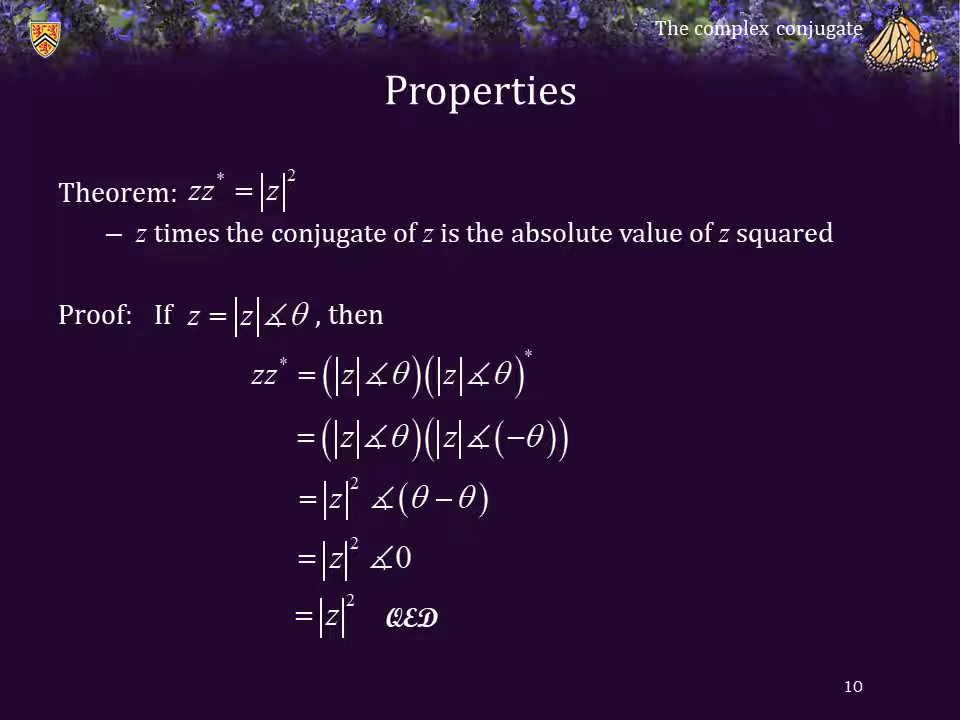 The complex conjugate
Properties
Theorem: zz* = |z|²
– z times the conjugate of z is the absolute value of z squared
Proof: If z = |z|∡θ, then
zz* = (|z|∡θ)(|z|∡θ)*
= (|z|∡θ)(|z|∡(−θ))
= |z|² ∡(θ − θ)
= |z|² ∡0
= |z|² QED
10